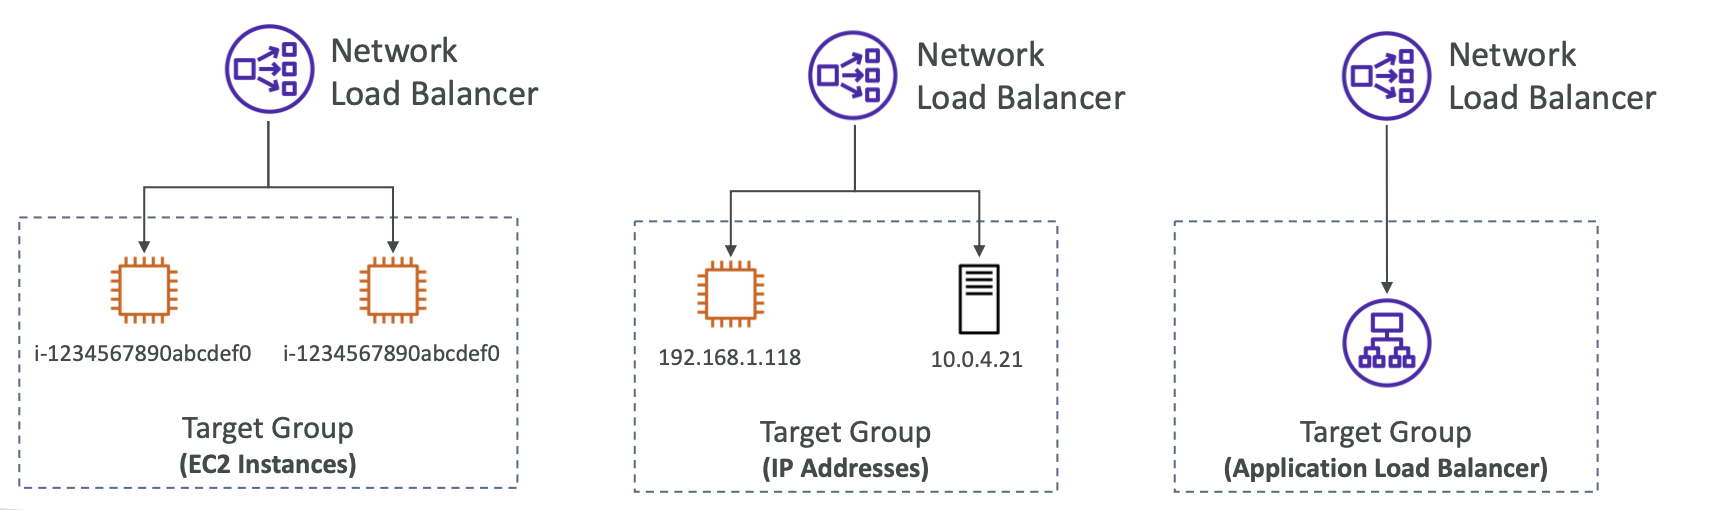 Network
Load Balancer
i-1234567890abcdef0
i-1234567890abcdef0
Target Group
(EC2 Instances)
Network
Load Balancer
192.168.1.118
10.0.4.21
Target Group
(IP Addresses)
Network
Load Balancer
Target Group
(Application Load Balancer)